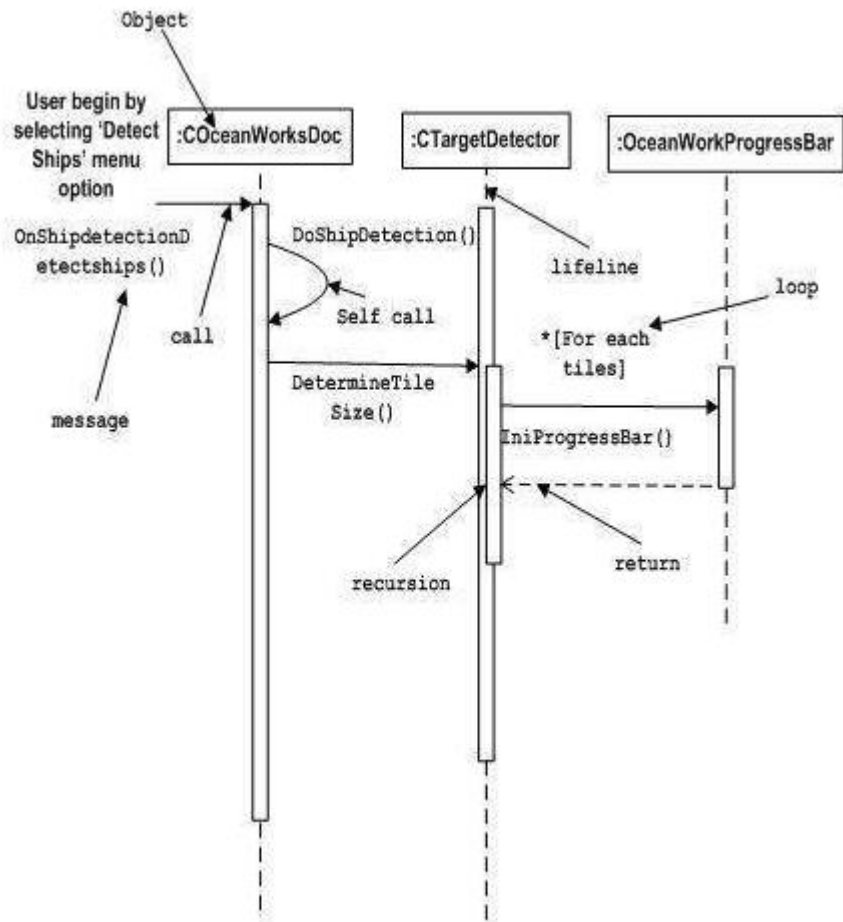 Object
User begin by
selecting 'Detect
Ships' menu
option
:COceanWorksDoc
:CTargetDetector
:OceanWorkProgressBar
OnShipdetectionD
etectships()
DoShipDetection()
lifeline
loop
call
Self call
*[For each
tiles]
message
DetermineTile
Size()
IniProgressBar()
recursion
return